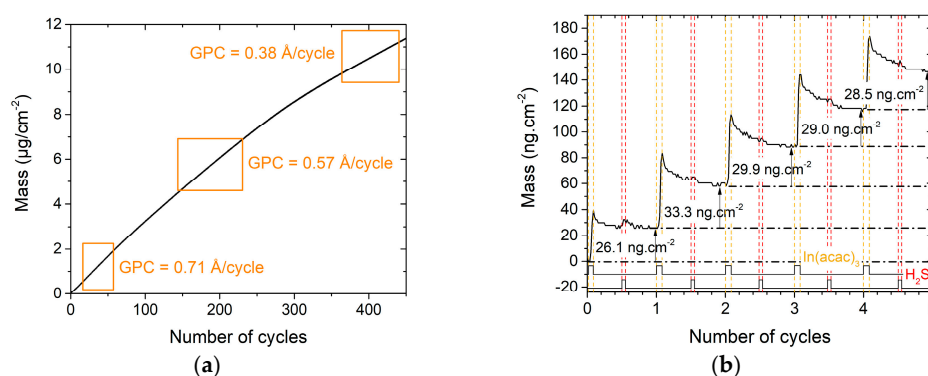 12
10
8
6
4
2
0
Mass (µg/cm⁻²)
GPC = 0.38 Å/cycle
GPC = 0.57 Å/cycle
GPC = 0.71 Å/cycle
0 100 200 300 400
Number of cycles
(a)
180
160
140
120
100
80
60
40
20
0
-20
Mass (ng.cm⁻²)
28.5 ng.cm⁻²
29.0 ng.cm⁻²
29.9 ng.cm⁻²
33.3 ng.cm⁻²
26.1 ng.cm⁻²
In(acac)₃
H₂S
0 1 2 3 4
Number of cycles
(b)